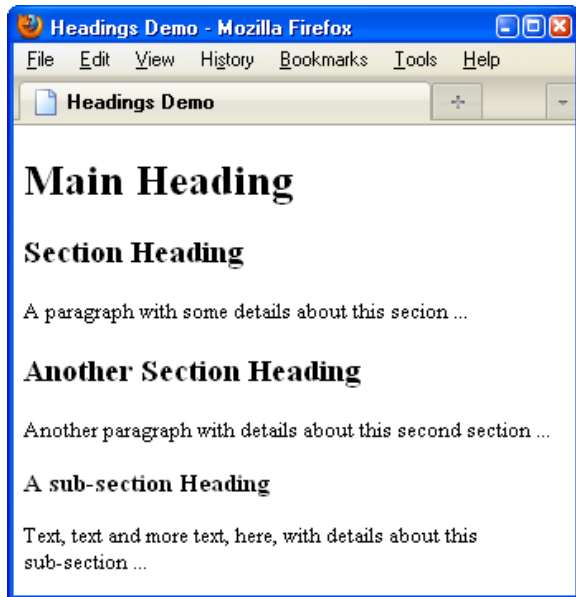 Headings Demo - Mozilla Firefox
File Edit View History Bookmarks Tools Help
Headings Demo
Main Heading
Section Heading
A paragraph with some details about this secion ...
Another Section Heading
Another paragraph with details about this second section ...
A sub-section Heading
Text, text and more text, here, with details about this
sub-section ...